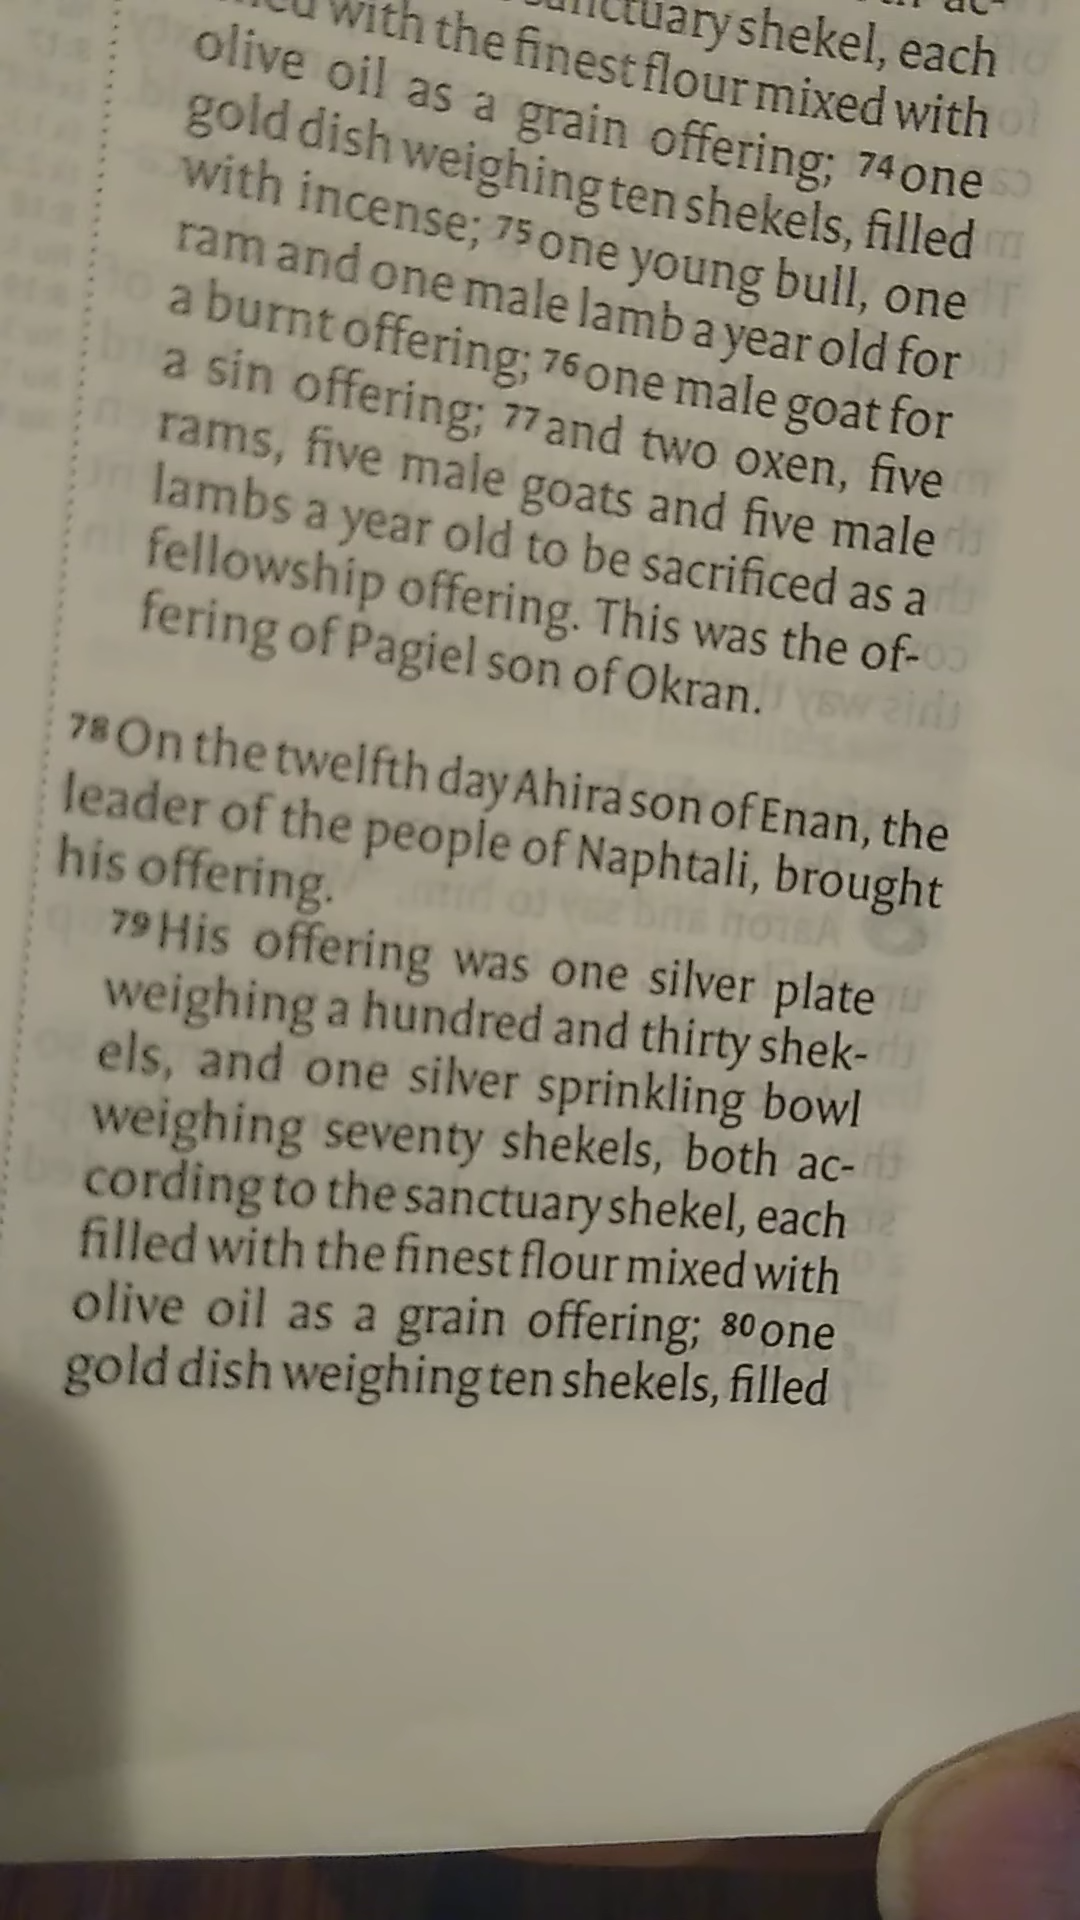 with the finest flour mixed with
sanctuary shekel, each
olive oil as a grain offering; 74 one
gold dish weighing ten shekels, filled
with incense; 75 one young bull, one
ram and one male lamb a year old for
a burnt offering; 76 one male goat for
a sin offering; 77 and two oxen, five
rams, five male goats and five male
lambs a year old to be sacrificed as a
fellowship offering. This was the of-
fering of Pagiel son of Okran.
78 On the twelfth day Ahira son of Enan, the
leader of the people of Naphtali, brought
his offering.
79 His offering was one silver plate
weighing a hundred and thirty shek-
els, and one silver sprinkling bowl
weighing seventy shekels, both ac-
cording to the sanctuary shekel, each
filled with the finest flour mixed with
olive oil as a grain offering; 80 one
gold dish weighing ten shekels, filled